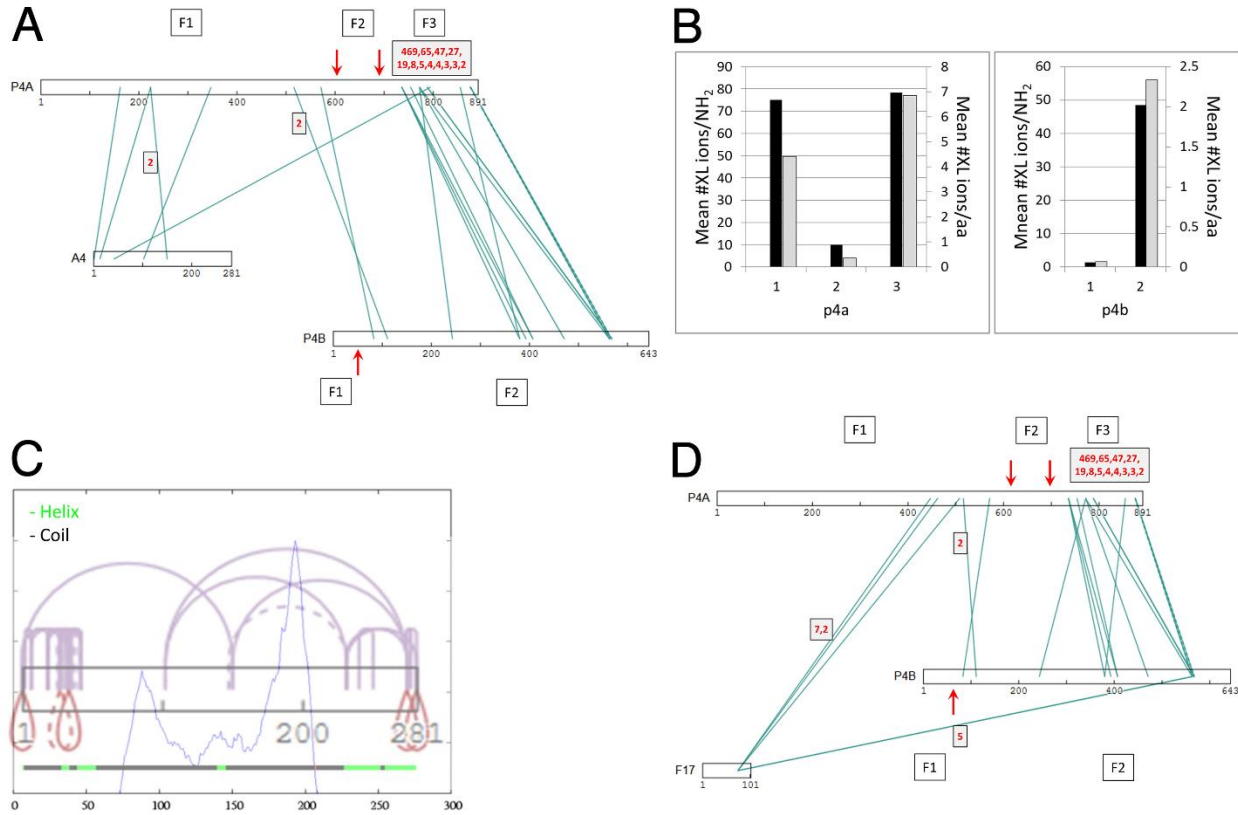 A
F1
F2
F3
469,65,47,27,
19,8,5,4,4,3,3,2
P4A
1
200
400
600
800
891
2
2
A4
1
200
281
P4B
1
200
400
643
F1
F2
B
Mean #XL ions/NH2
90
80
70
60
50
40
30
20
10
0
8
7
6
5
4
3
2
1
0
Mean #XL ions/aa
1
2
3
p4a
Mnean #XL ions/NH2
60
50
40
30
20
10
0
2.5
2
1.5
1
0.5
0
Mean #XL ions/aa
1
2
p4b
C
- Helix
- Coil
1
200
281
0
50
100
150
200
250
300
D
F1
F2
F3
469,65,47,27,
19,8,5,4,4,3,3,2
P4A
1
200
400
600
800
891
2
7,2
P4B
1
200
400
643
5
F17
1
101
F1
F2